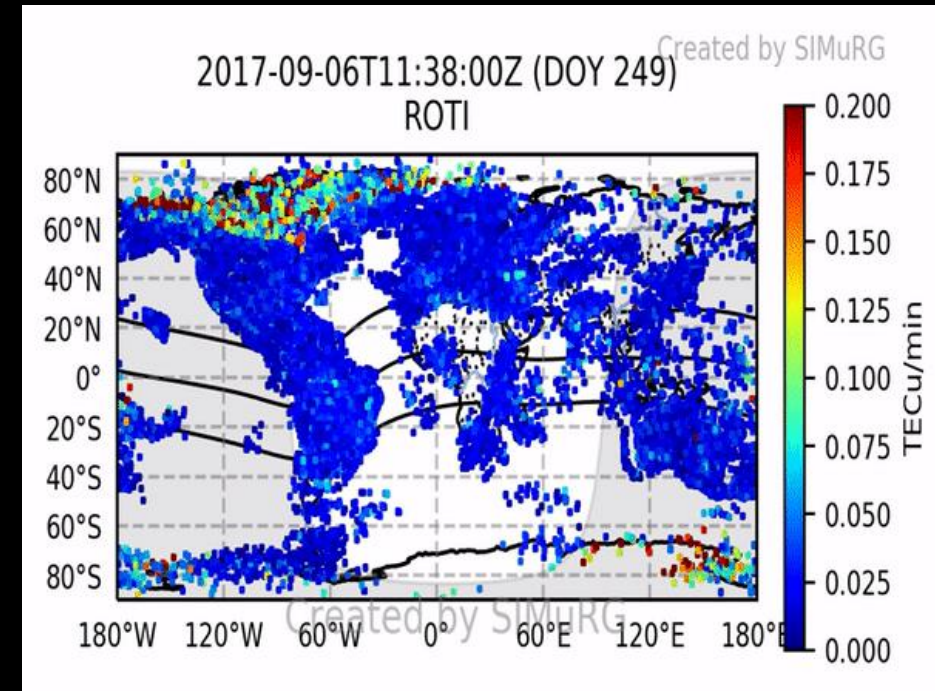 Created by SIMuRG
2017-09-06T11:38:00Z (DOY 249)
ROTI
80°N
60°N
40°N
20°N
0°
20°S
40°S
60°S
80°S
180°W 120°W 60°W 0° 60°E 120°E 180°E
Created by SIMuRG
0.200
0.175
0.150
0.125
0.100
0.075
0.050
0.025
0.000
TECu/min